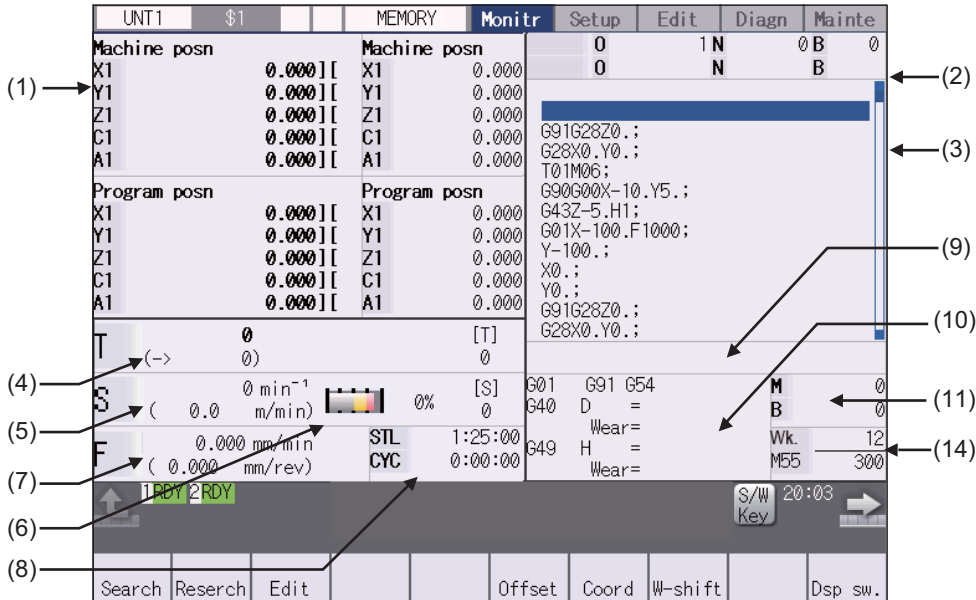 UNT1 $1 MEMORY Monitr Setup Edit Diagn Mainte
Machine posn Machine posn
X1 0.000][ X1 0.000
Y1 0.000][ Y1 0.000
Z1 0.000][ Z1 0.000
C1 0.000][ C1 0.000
A1 0.000][ A1 0.000
Program posn Program posn
X1 0.000][ X1 0.000
Y1 0.000][ Y1 0.000
Z1 0.000][ Z1 0.000
C1 0.000][ C1 0.000
A1 0.000][ A1 0.000
O 1 N 0 B 0
O N B
G91G28Z0.;
G28X0.Y0.;
T01M06;
G90G00X-10.Y5.;
G43Z-5.H1;
G01X-100.F1000;
Y-100.;
X0.;
Y0.;
G91G28Z0.;
G28X0.Y0.;
T 0 [T]
(-> 0) 0
S 0 min⁻¹ 0% [S]
( 0.0 m/min) 0
F 0.000 mm/min
( 0.000 mm/rev)
STL 1:25:00
CYC 0:00:00
G01 G91 G54
G40 D =
Wear=
G49 H =
Wear=
M 0
B 0
Wk. 12
M55 300
1 RDY 2 RDY
S/W Key 20:03
Search Reserch Edit Offset Coord W-shift Dsp sw.
(1)
(2)
(3)
(4)
(5)
(6)
(7)
(8)
(9)
(10)
(11)
(14)